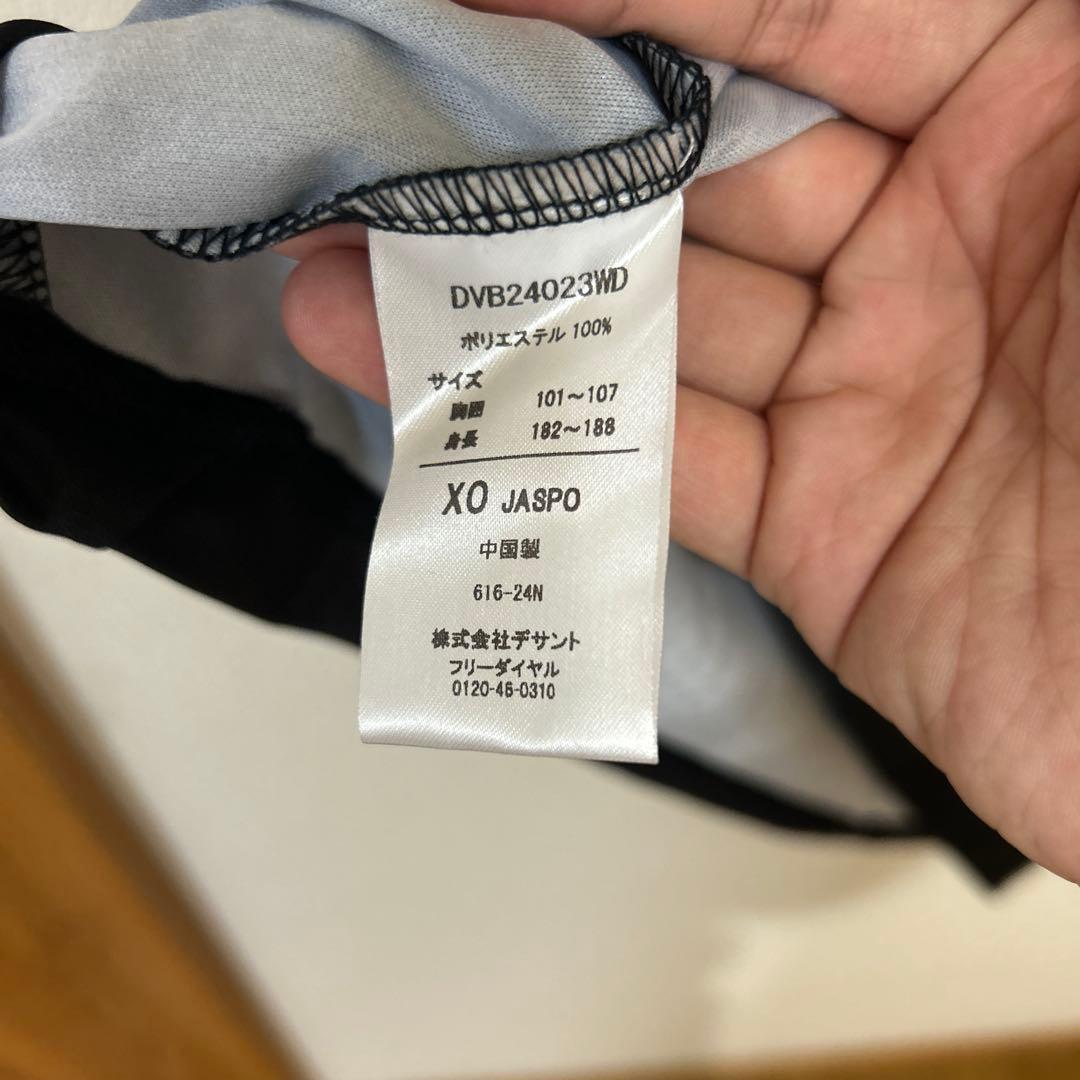 DVB24023WD
ポリエステル 100%
サイズ
胸囲 101～107
身長 182～188
XO JASPO
中国製
616-24N
株式会社デサント
フリーダイヤル
0120-46-0310